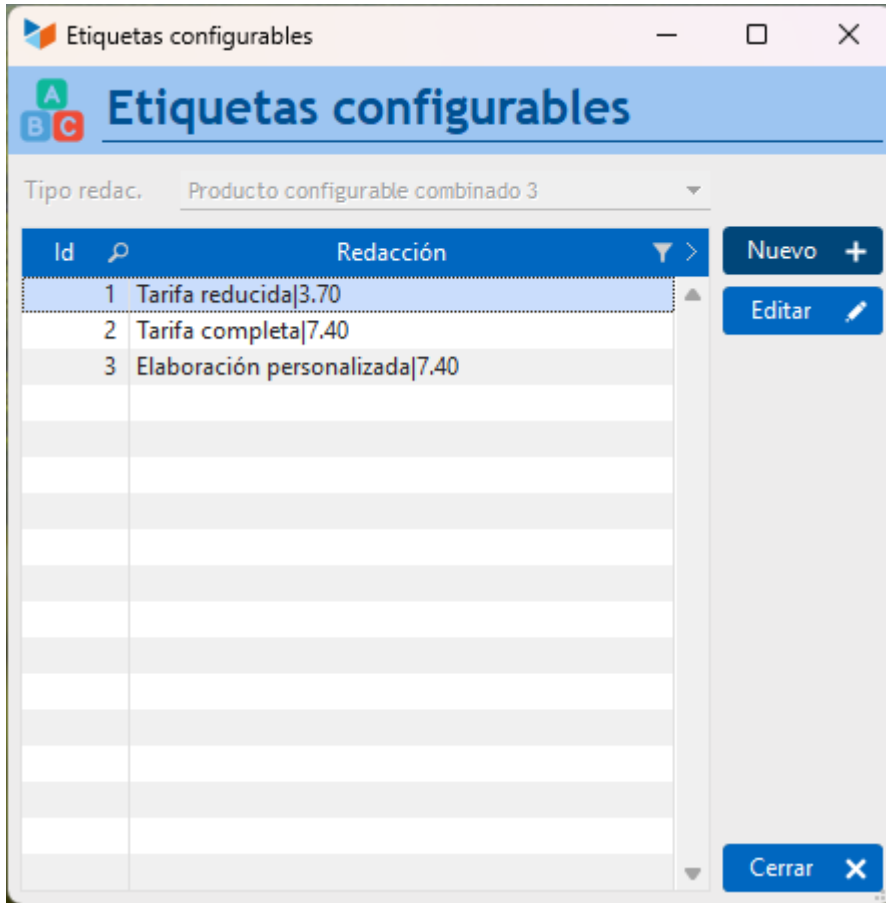 Etiquetas configurables
A
B C
Etiquetas configurables
Tipo redac. Producto configurable combinado 3
Id Redacción
Nuevo
Editar
1 Tarifa reducida|3.70
2 Tarifa completa|7.40
3 Elaboración personalizada|7.40
Cerrar